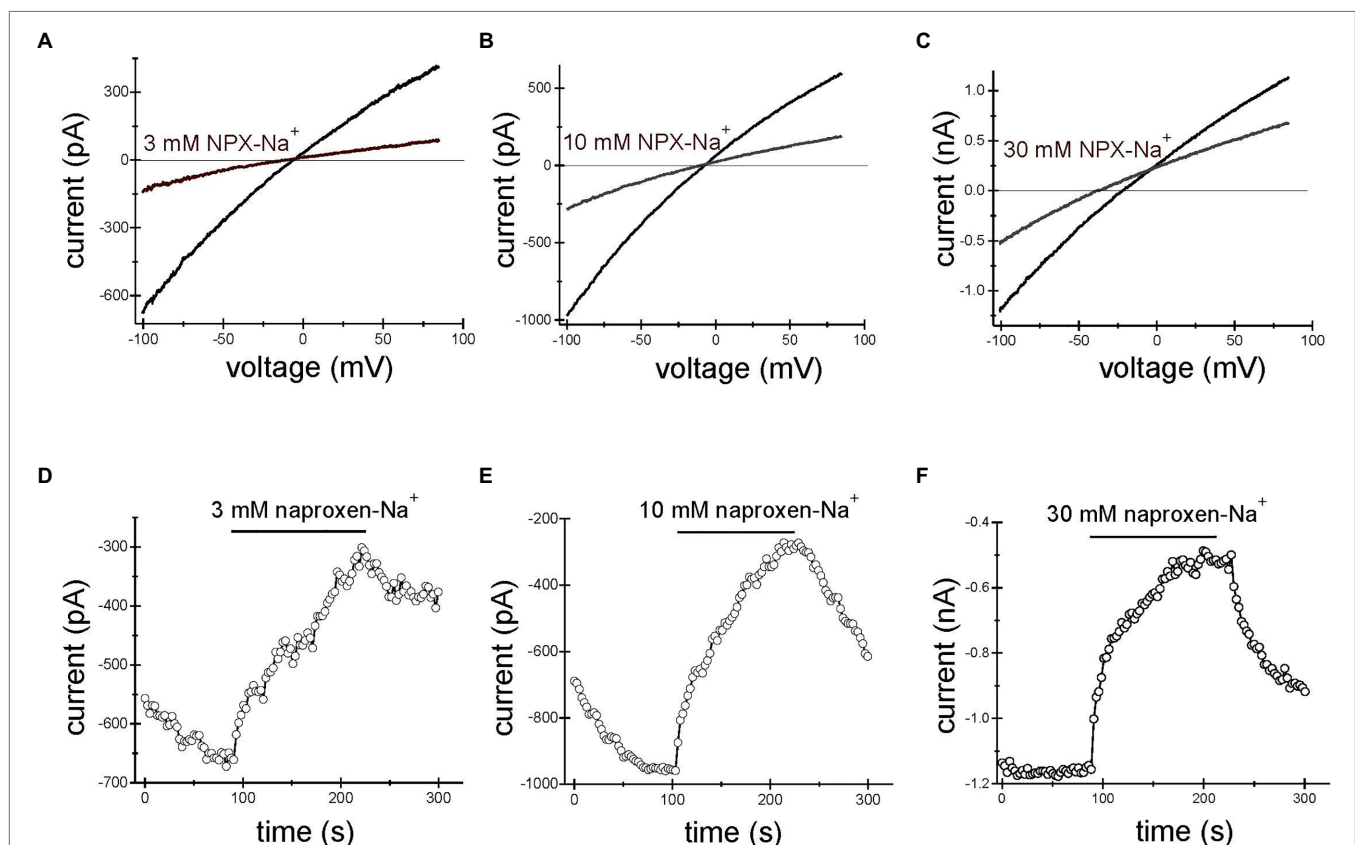 A
B
C
300
0
-300
-600
current (pA)
3 mM NPX-Na+
-100
-50
0
50
100
voltage (mV)
500
0
-500
-1000
current (pA)
10 mM NPX-Na+
-100
-50
0
50
100
voltage (mV)
1.0
0.5
0.0
-0.5
-1.0
current (nA)
30 mM NPX-Na+
-100
-50
0
50
100
voltage (mV)
D
E
F
3 mM naproxen-Na+
-300
-400
-500
-600
-700
current (pA)
0
100
200
300
time (s)
10 mM naproxen-Na+
-200
-400
-600
-800
-1000
current (pA)
0
100
200
300
time (s)
30 mM naproxen-Na+
-0.4
-0.6
-0.8
-1.0
-1.2
current (nA)
0
100
200
300
time (s)